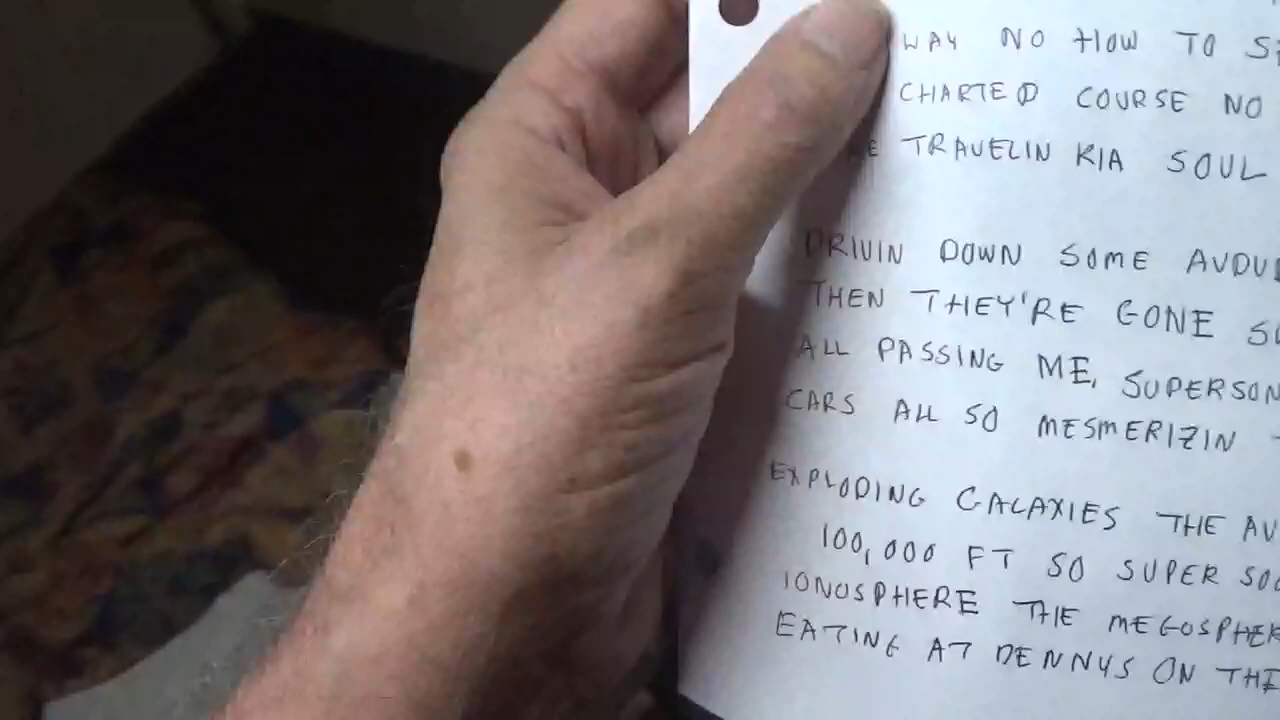 WAY NO HOW TO
CHARTED COURSE NO
TRAVELIN KIA SOUL
DRIVIN DOWN SOME
THEN THEY'RE GONE
ALL PASSING ME,
CARS ALL SO MESMERIZIN
EXPLODING GALAXIES THE
100,000 FT SO SUPER
IONOSPHERE THE
EATING AT DENNYS ON